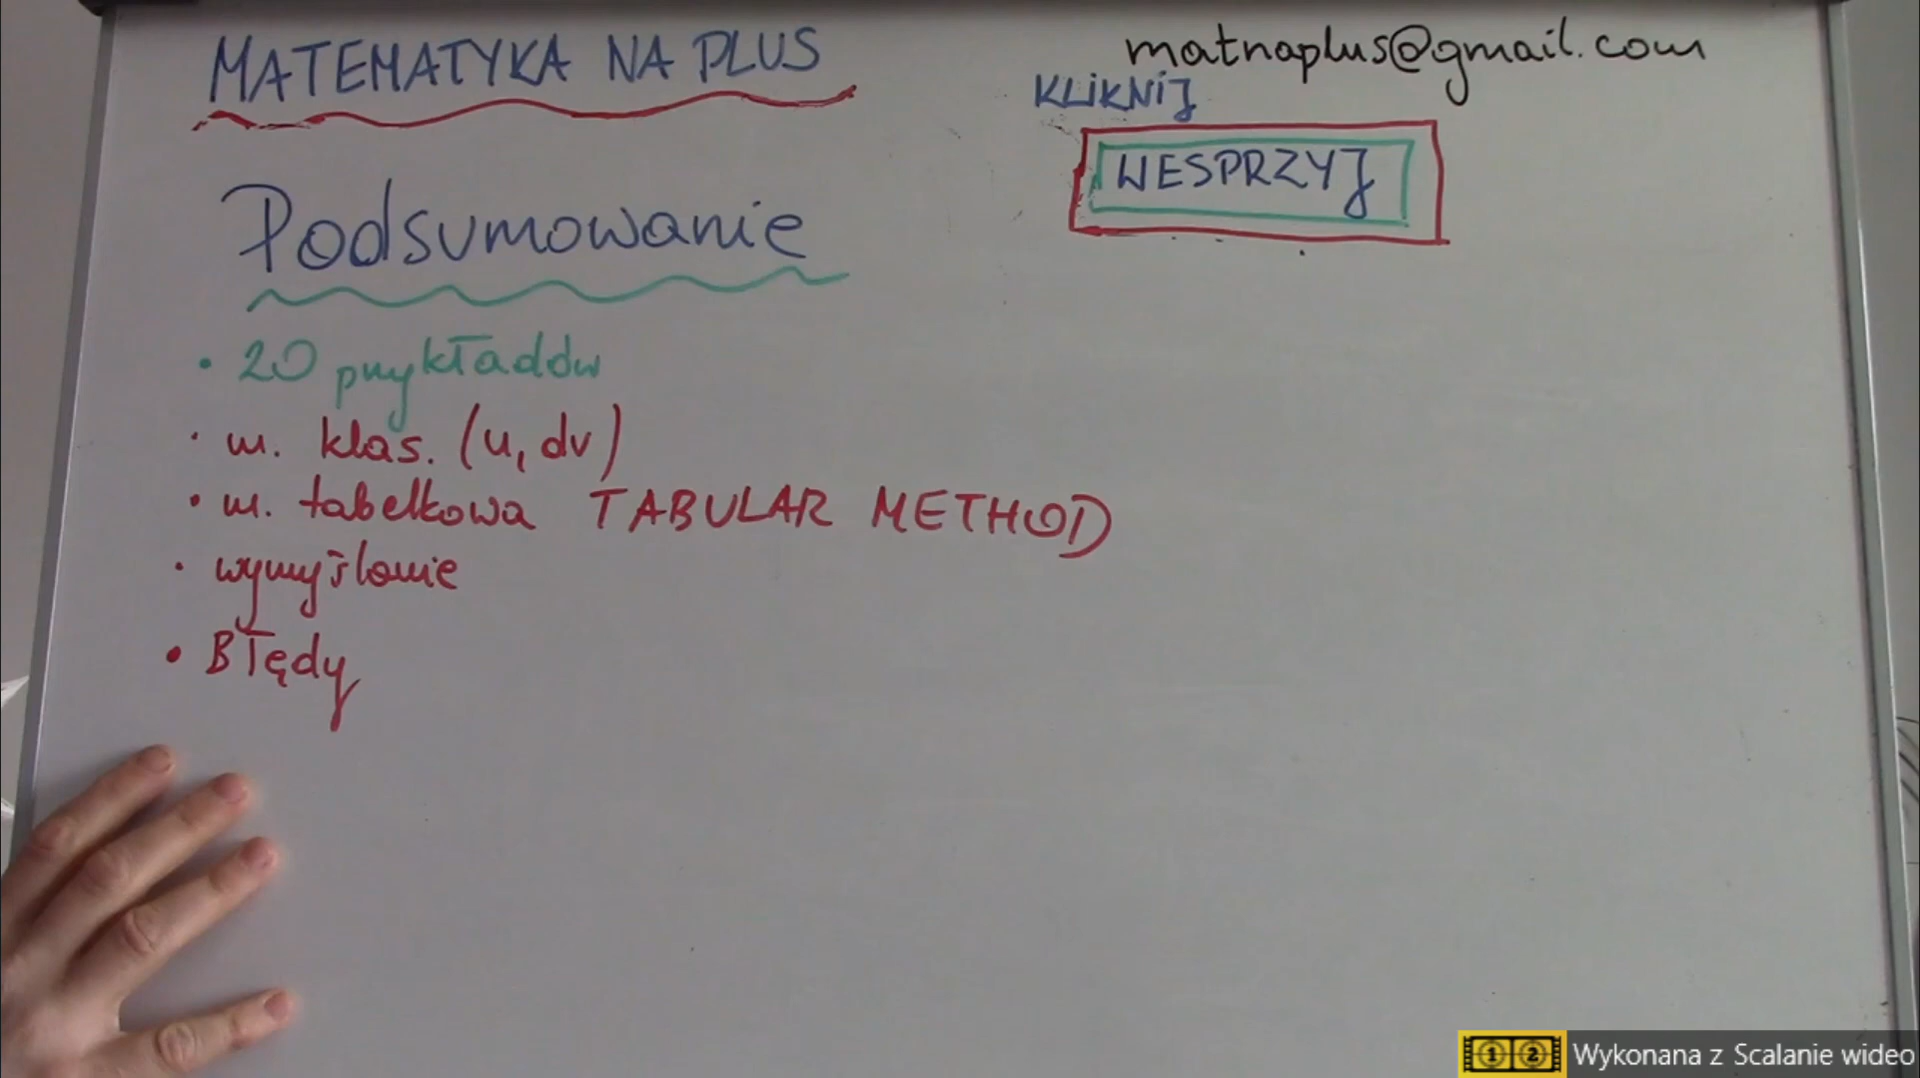 MATEMATYKA NA PLUS
matnaplus@gmail.com
KLIKNIJ
WESPRZYJ
Podsumowanie
• 20 przykładów
• m. klas. (u, dv)
• m. tabelkowa TABULAR METHOD
• wymyślanie
• Błędy
Wykonana z Scalanie wideo